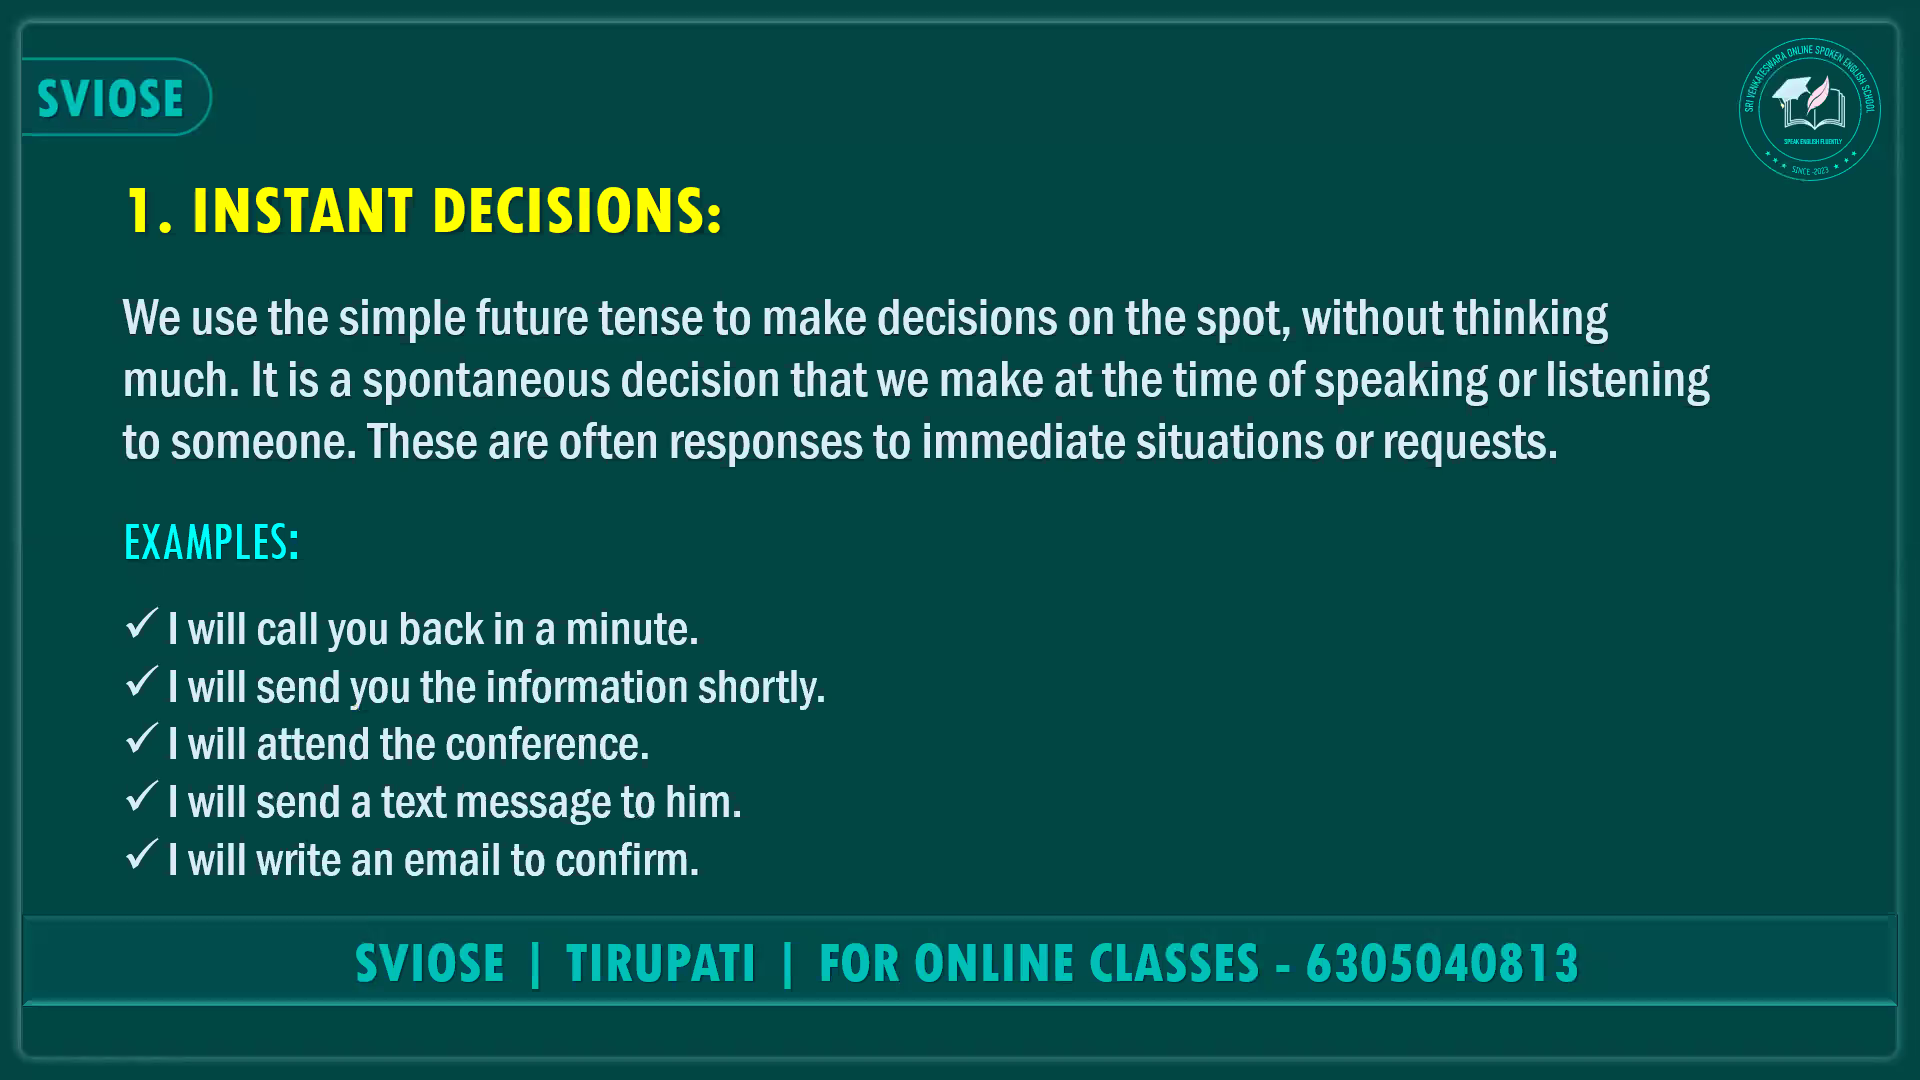 SVIOSE
SRI VENKATESWARA ONLINE SPOKEN ENGLISH SCHOOL
SPEAK ENGLISH FLUENTLY
SINCE -2023
1. INSTANT DECISIONS:
We use the simple future tense to make decisions on the spot, without thinking
much. It is a spontaneous decision that we make at the time of speaking or listening
to someone. These are often responses to immediate situations or requests.
EXAMPLES:
✓ I will call you back in a minute.
✓ I will send you the information shortly.
✓ I will attend the conference.
✓ I will send a text message to him.
✓ I will write an email to confirm.
SVIOSE | TIRUPATI | FOR ONLINE CLASSES - 6305040813